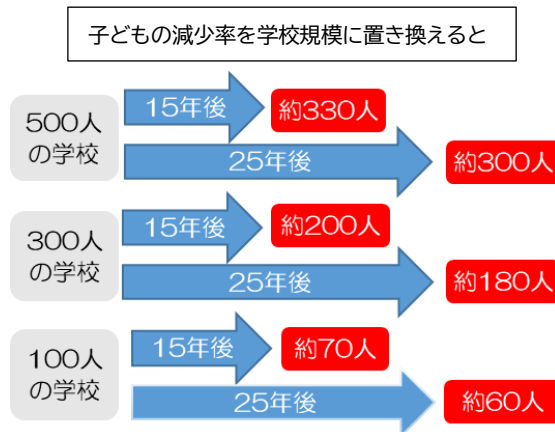 子どもの減少率を学校規模に置き換えると
500人
の学校
15年後
約330人
25年後
約300人
300人
の学校
15年後
約200人
25年後
約180人
100人
の学校
15年後
約70人
25年後
約60人